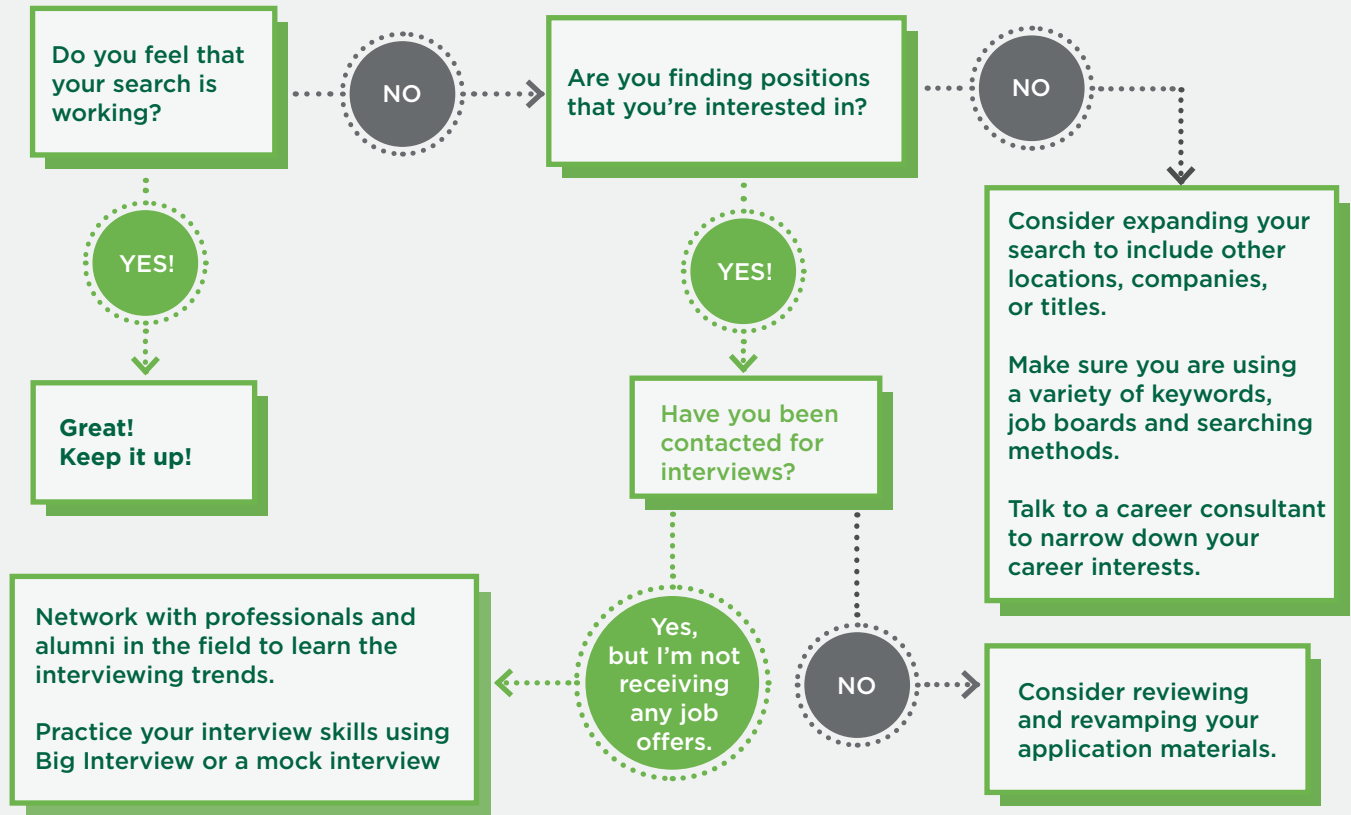 Do you feel that
your search is
working?
NO
Are you finding positions
that you're interested in?
NO
YES!
YES!
Great!
Keep it up!
Have you been
contacted for
interviews?
Consider expanding your
search to include other
locations, companies,
or titles.
Make sure you are using
a variety of keywords,
job boards and searching
methods.
Talk to a career consultant
to narrow down your
career interests.
Network with professionals and
alumni in the field to learn the
interviewing trends.
Practice your interview skills using
Big Interview or a mock interview
Yes,
but I'm not
receiving
any job
offers.
NO
Consider reviewing
and revamping your
application materials.